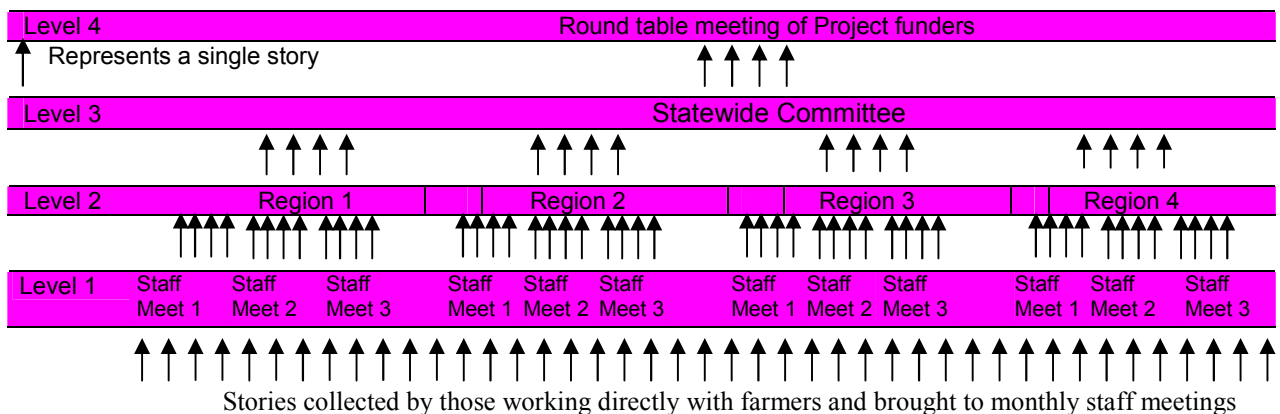 Level 4 Round table meeting of Project funders
Represents a single story
Level 3 Statewide Committee
Level 2 Region 1 Region 2 Region 3 Region 4
Level 1 Staff Staff Staff Staff Staff Staff Staff Staff Staff Staff Staff Staff
Meet 1 Meet 2 Meet 3 Meet 1 Meet 2 Meet 3 Meet 1 Meet 2 Meet 3 Meet 1 Meet 2 Meet 3
Stories collected by those working directly with farmers and brought to monthly staff meetings